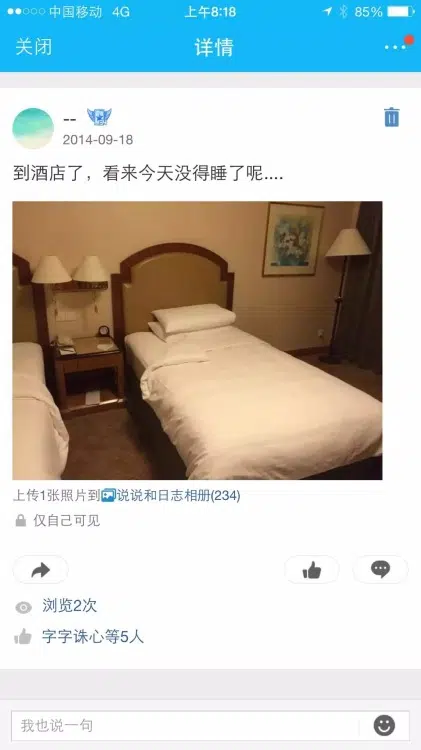 中国移动 4G 上午8:18 85%
关闭 详情
--
2014-09-18
到酒店了，看来今天没得睡了呢....
上传1张照片到说说和日志相册(234)
仅自己可见
浏览2次
字字诛心等5人
我也说一句